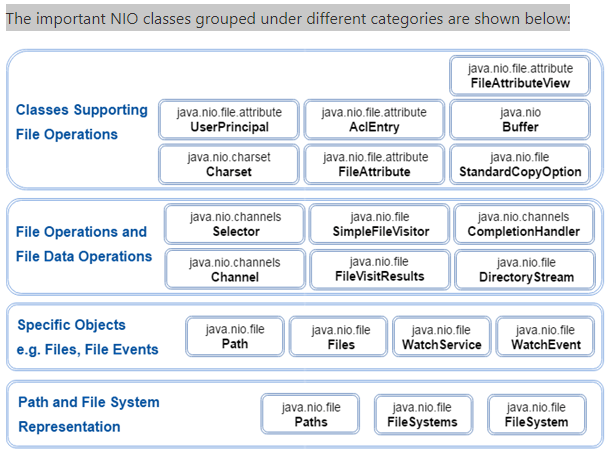 The important NIO classes grouped under different categories are shown below:
java.nio.file.attribute
FileAttributeView
Classes Supporting
File Operations
java.nio.file.attribute
UserPrincipal
java.nio.file.attribute
AclEntry
java.nio
Buffer
java.nio.charset
Charset
java.nio.file.attribute
FileAttribute
java.nio.file
StandardCopyOption
File Operations and
File Data Operations
java.nio.channels
Selector
java.nio.file
SimpleFileVisitor
java.nio.channels
CompletionHandler
java.nio.channels
Channel
java.nio.file
FileVisitResults
java.nio.file
DirectoryStream
Specific Objects
e.g. Files, File Events
java.nio.file
Path
java.nio.file
Files
java.nio.file
WatchService
java.nio.file
WatchEvent
Path and File System
Representation
java.nio.file
Paths
java.nio.file
FileSystems
java.nio.file
FileSystem